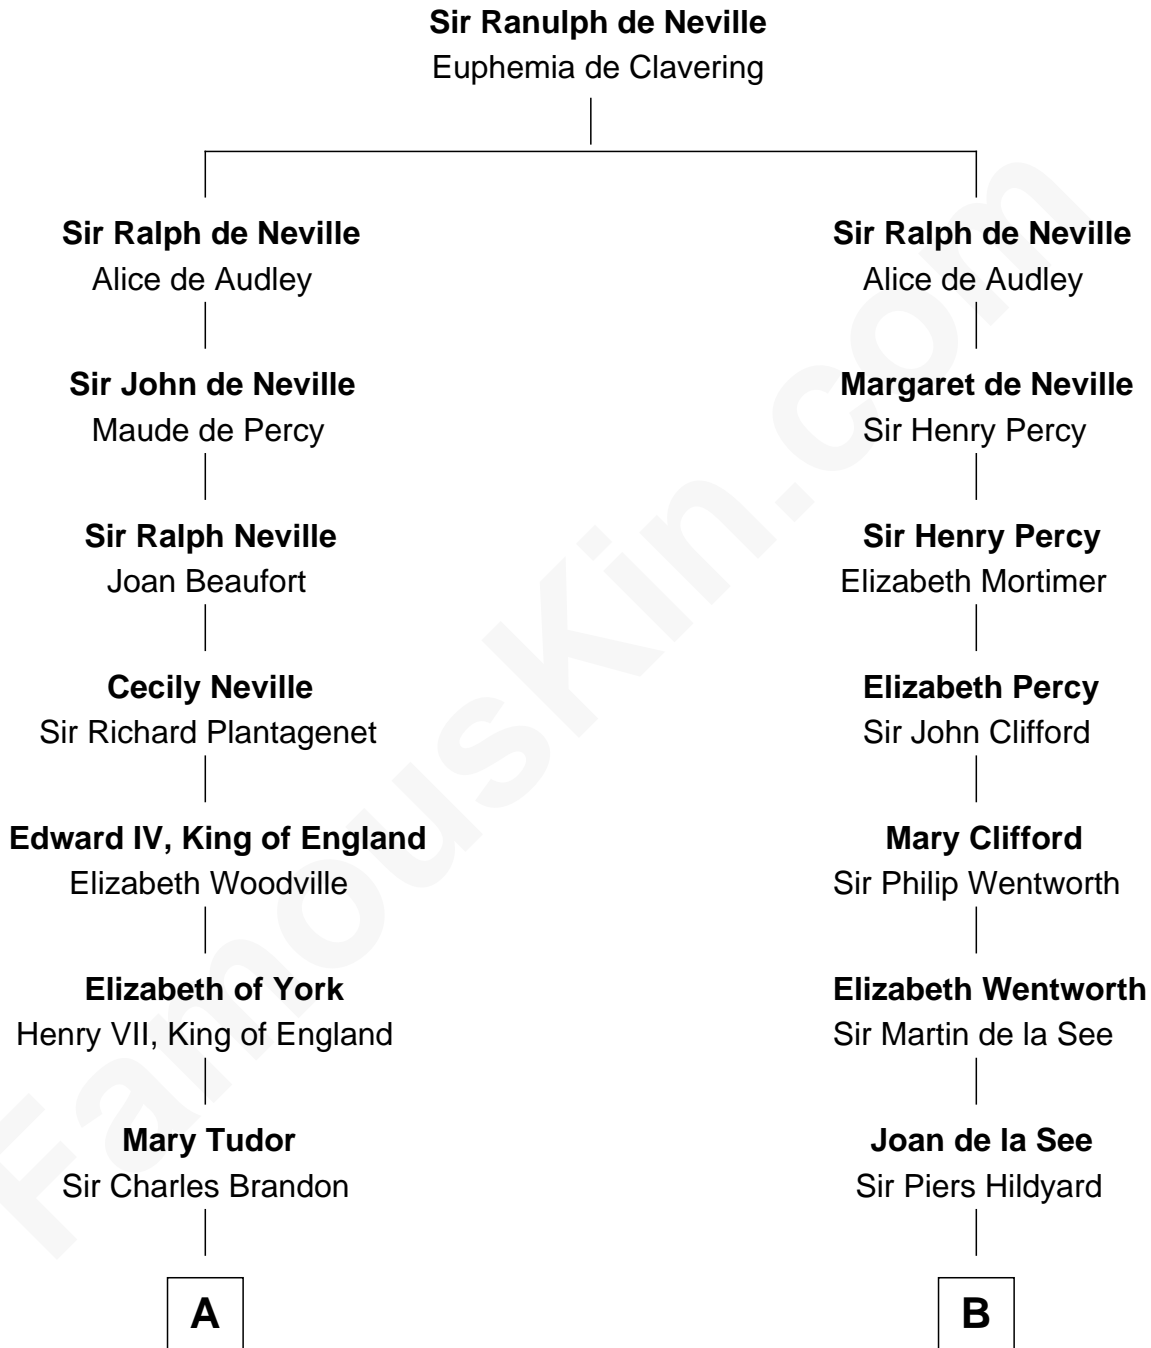 Sir Ranulph de Neville
Euphemia de Clavering
Sir Ralph de Neville
Alice de Audley
Sir John de Neville
Maude de Percy
Sir Ralph Neville
Joan Beaufort
Cecily Neville
Sir Richard Plantagenet
Edward IV, King of England
Elizabeth Woodville
Elizabeth of York
Henry VII, King of England
Mary Tudor
Sir Charles Brandon
A
Sir Ralph de Neville
Alice de Audley
Margaret de Neville
Sir Henry Percy
Sir Henry Percy
Elizabeth Mortimer
Elizabeth Percy
Sir John Clifford
Mary Clifford
Sir Philip Wentworth
Elizabeth Wentworth
Sir Martin de la See
Joan de la See
Sir Piers Hildyard
B
FamousKin.com